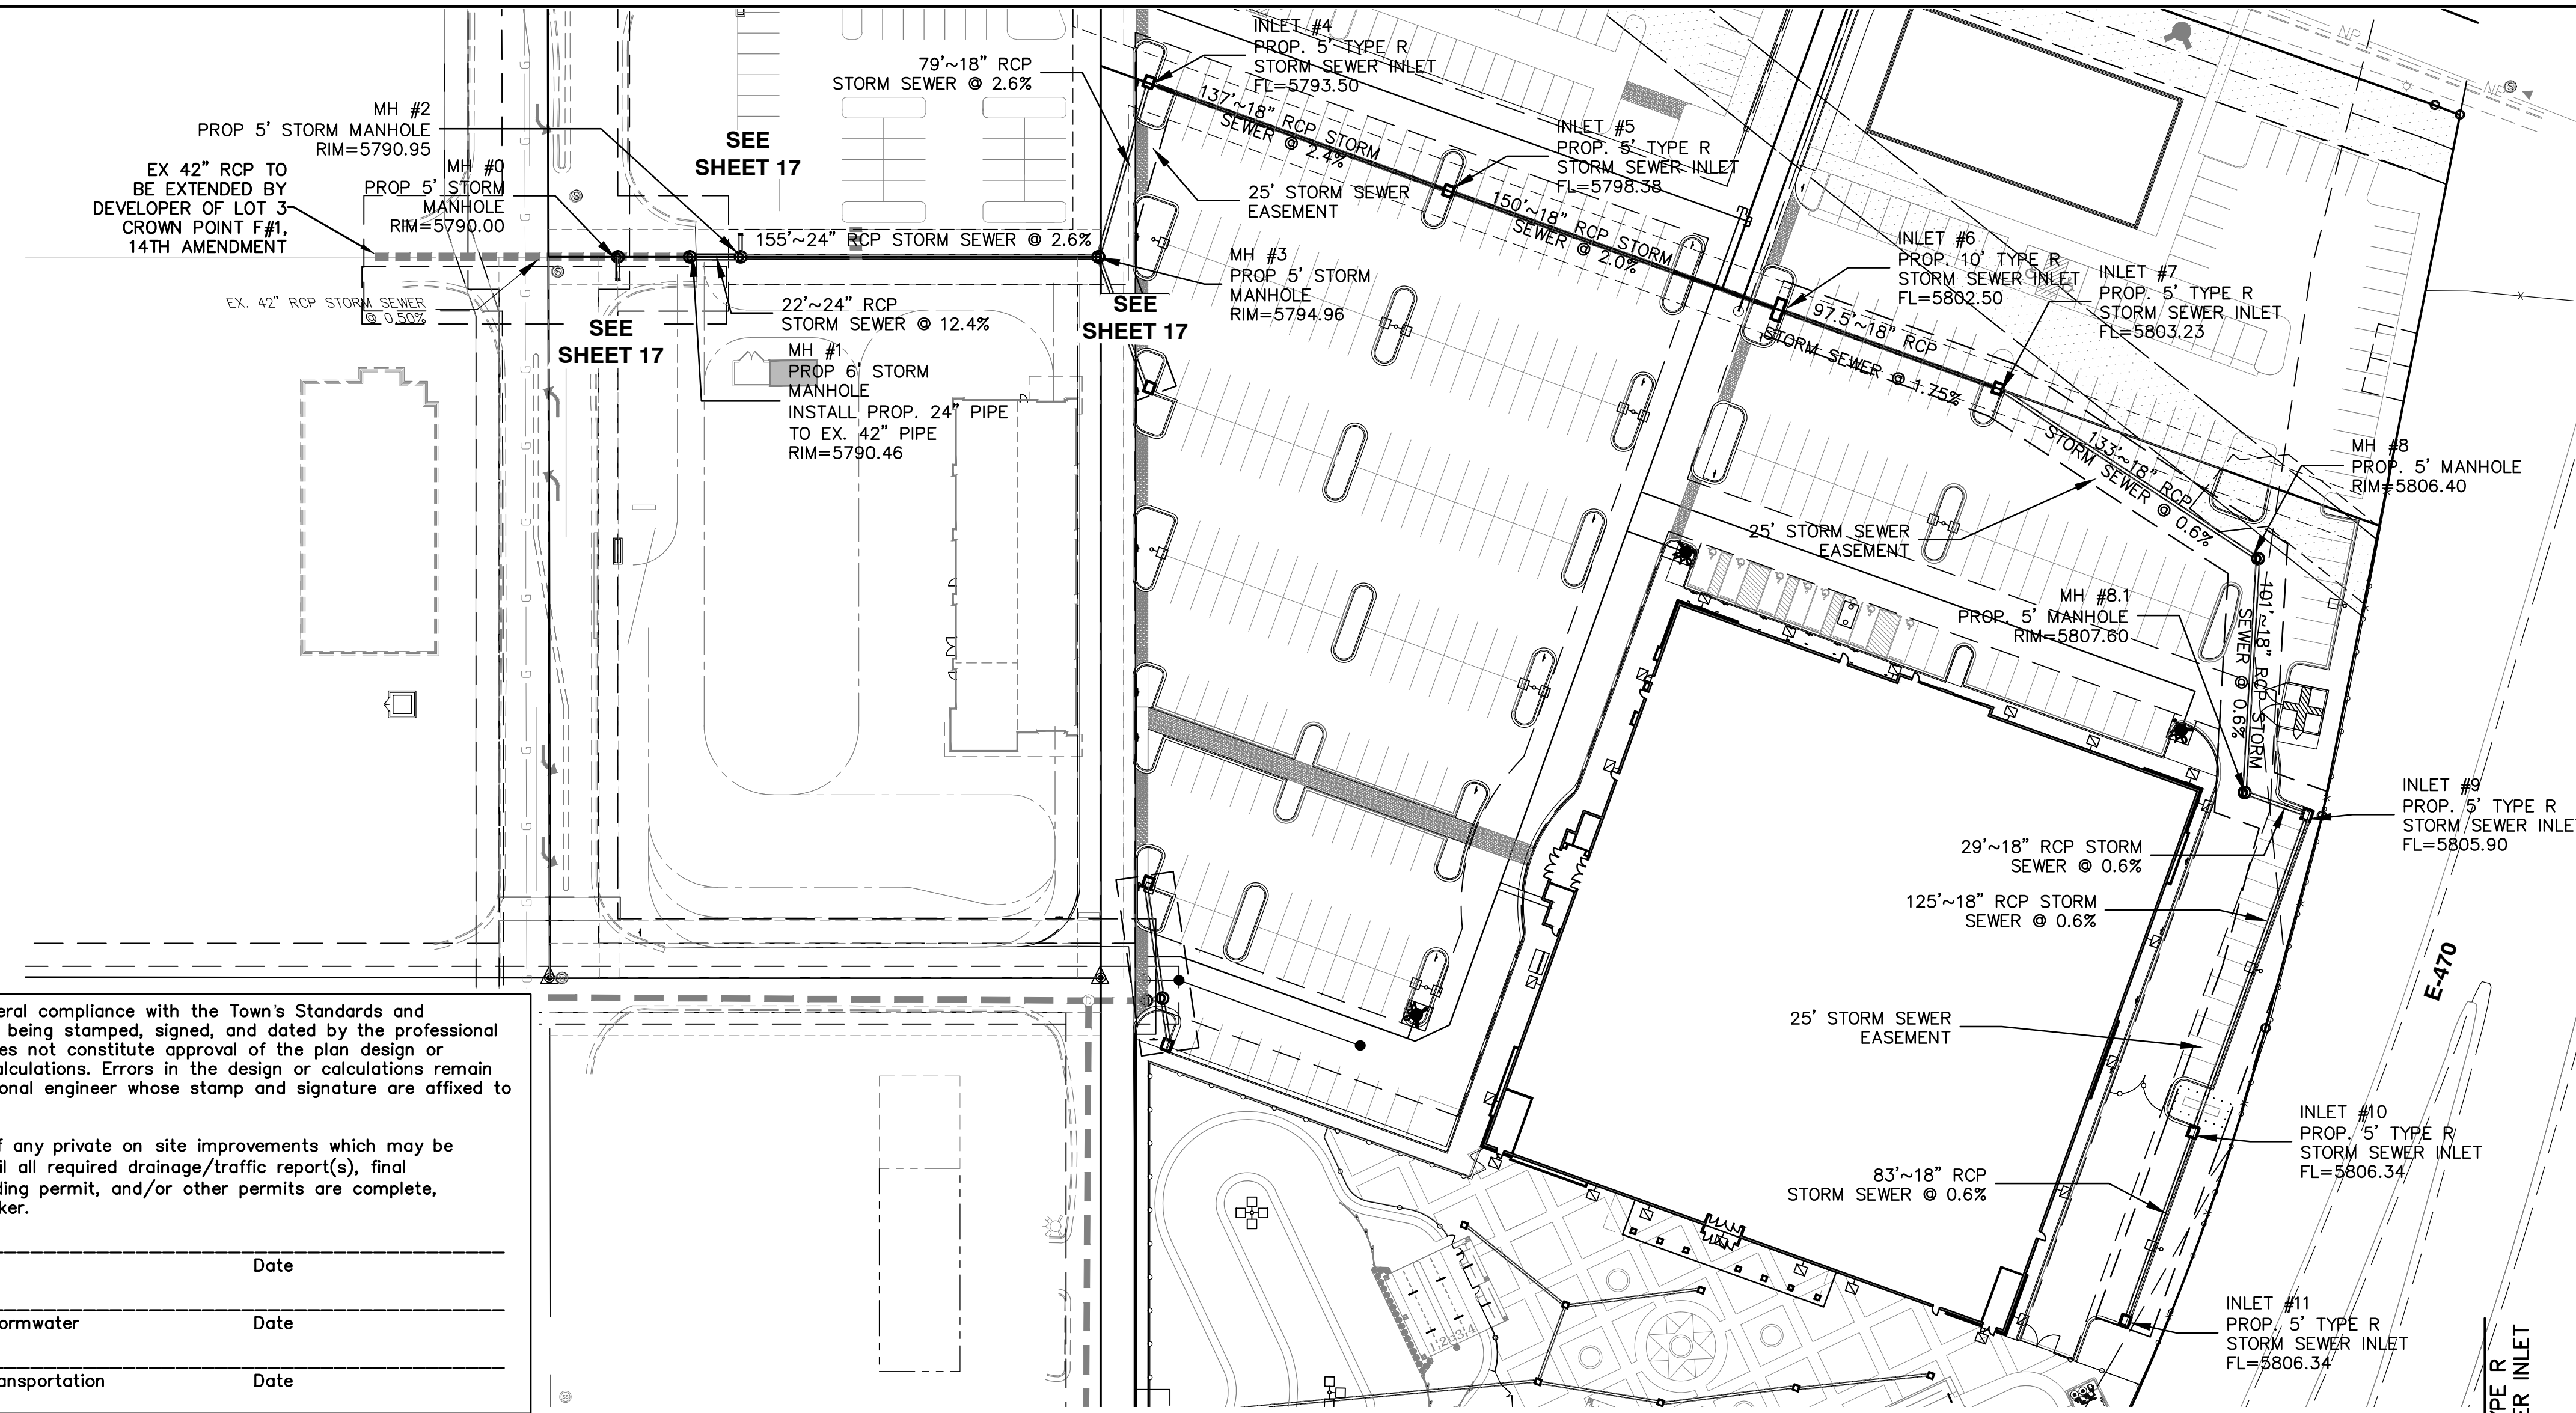 INLET #4
PROP. 5' TYPE R
STORM SEWER INLET
FL=5793.50
79'~18" RCP
STORM SEWER @ 2.6%
MH #2
PROP 5' STORM MANHOLE
RIM=5790.95
SEE
SHEET 17
137'~18" RCP STORM
SEWER @ 2.4%
INLET #5
PROP. 5' TYPE R
STORM SEWER INLET
FL=5798.38
EX 42" RCP TO
BE EXTENDED BY
DEVELOPER OF LOT 3
CROWN POINT F#1,
14TH AMENDMENT
MH #0
PROP 5' STORM
MANHOLE
RIM=5790.00
25' STORM SEWER
EASEMENT
150'~18" RCP STORM
SEWER @ 2.0%
155'~24" RCP STORM SEWER @ 2.6%
INLET #6
PROP. 10' TYPE R
STORM SEWER INLET
FL=5802.50
MH #3
PROP 5' STORM
MANHOLE
RIM=5794.96
INLET #7
PROP. 5' TYPE R
STORM SEWER INLET
FL=5803.23
EX. 42" RCP STORM SEWER
@ 0.50%
22'~24" RCP
STORM SEWER @ 12.4%
SEE
SHEET 17
SEE
SHEET 17
97.5'~18" RCP
STORM SEWER @ 1.75%
MH #1
PROP 6' STORM
MANHOLE
INSTALL PROP. 24" PIPE
TO EX. 42" PIPE
RIM=5790.46
133'~18" RCP
STORM SEWER @ 0.6%
MH #8
PROP. 5' MANHOLE
RIM=5806.40
25' STORM SEWER
EASEMENT
MH #8.1
PROP. 5' MANHOLE
RIM=5807.60
101'~18" RCP STORM
SEWER @ 0.6%
INLET #9
PROP. 5' TYPE R
STORM SEWER INLE
FL=5805.90
29'~18" RCP STORM
SEWER @ 0.6%
125'~18" RCP STORM
SEWER @ 0.6%
E-470
25' STORM SEWER
EASEMENT
INLET #10
PROP. 5' TYPE R
STORM SEWER INLET
FL=5806.34
83'~18" RCP
STORM SEWER @ 0.6%
INLET #11
PROP. 5' TYPE R
STORM SEWER INLET
FL=5806.34
YPE R
ER INLET
NP
NP
G
G
G
G
G
G
G
1 2 3 4
eral compliance with the Town's Standards and
being stamped, signed, and dated by the professional
es not constitute approval of the plan design or
alculations. Errors in the design or calculations remain
onal engineer whose stamp and signature are affixed to
f any private on site improvements which may be
il all required drainage/traffic report(s), final
ding permit, and/or other permits are complete,
ker.
Date
ormwater Date
ansportation Date